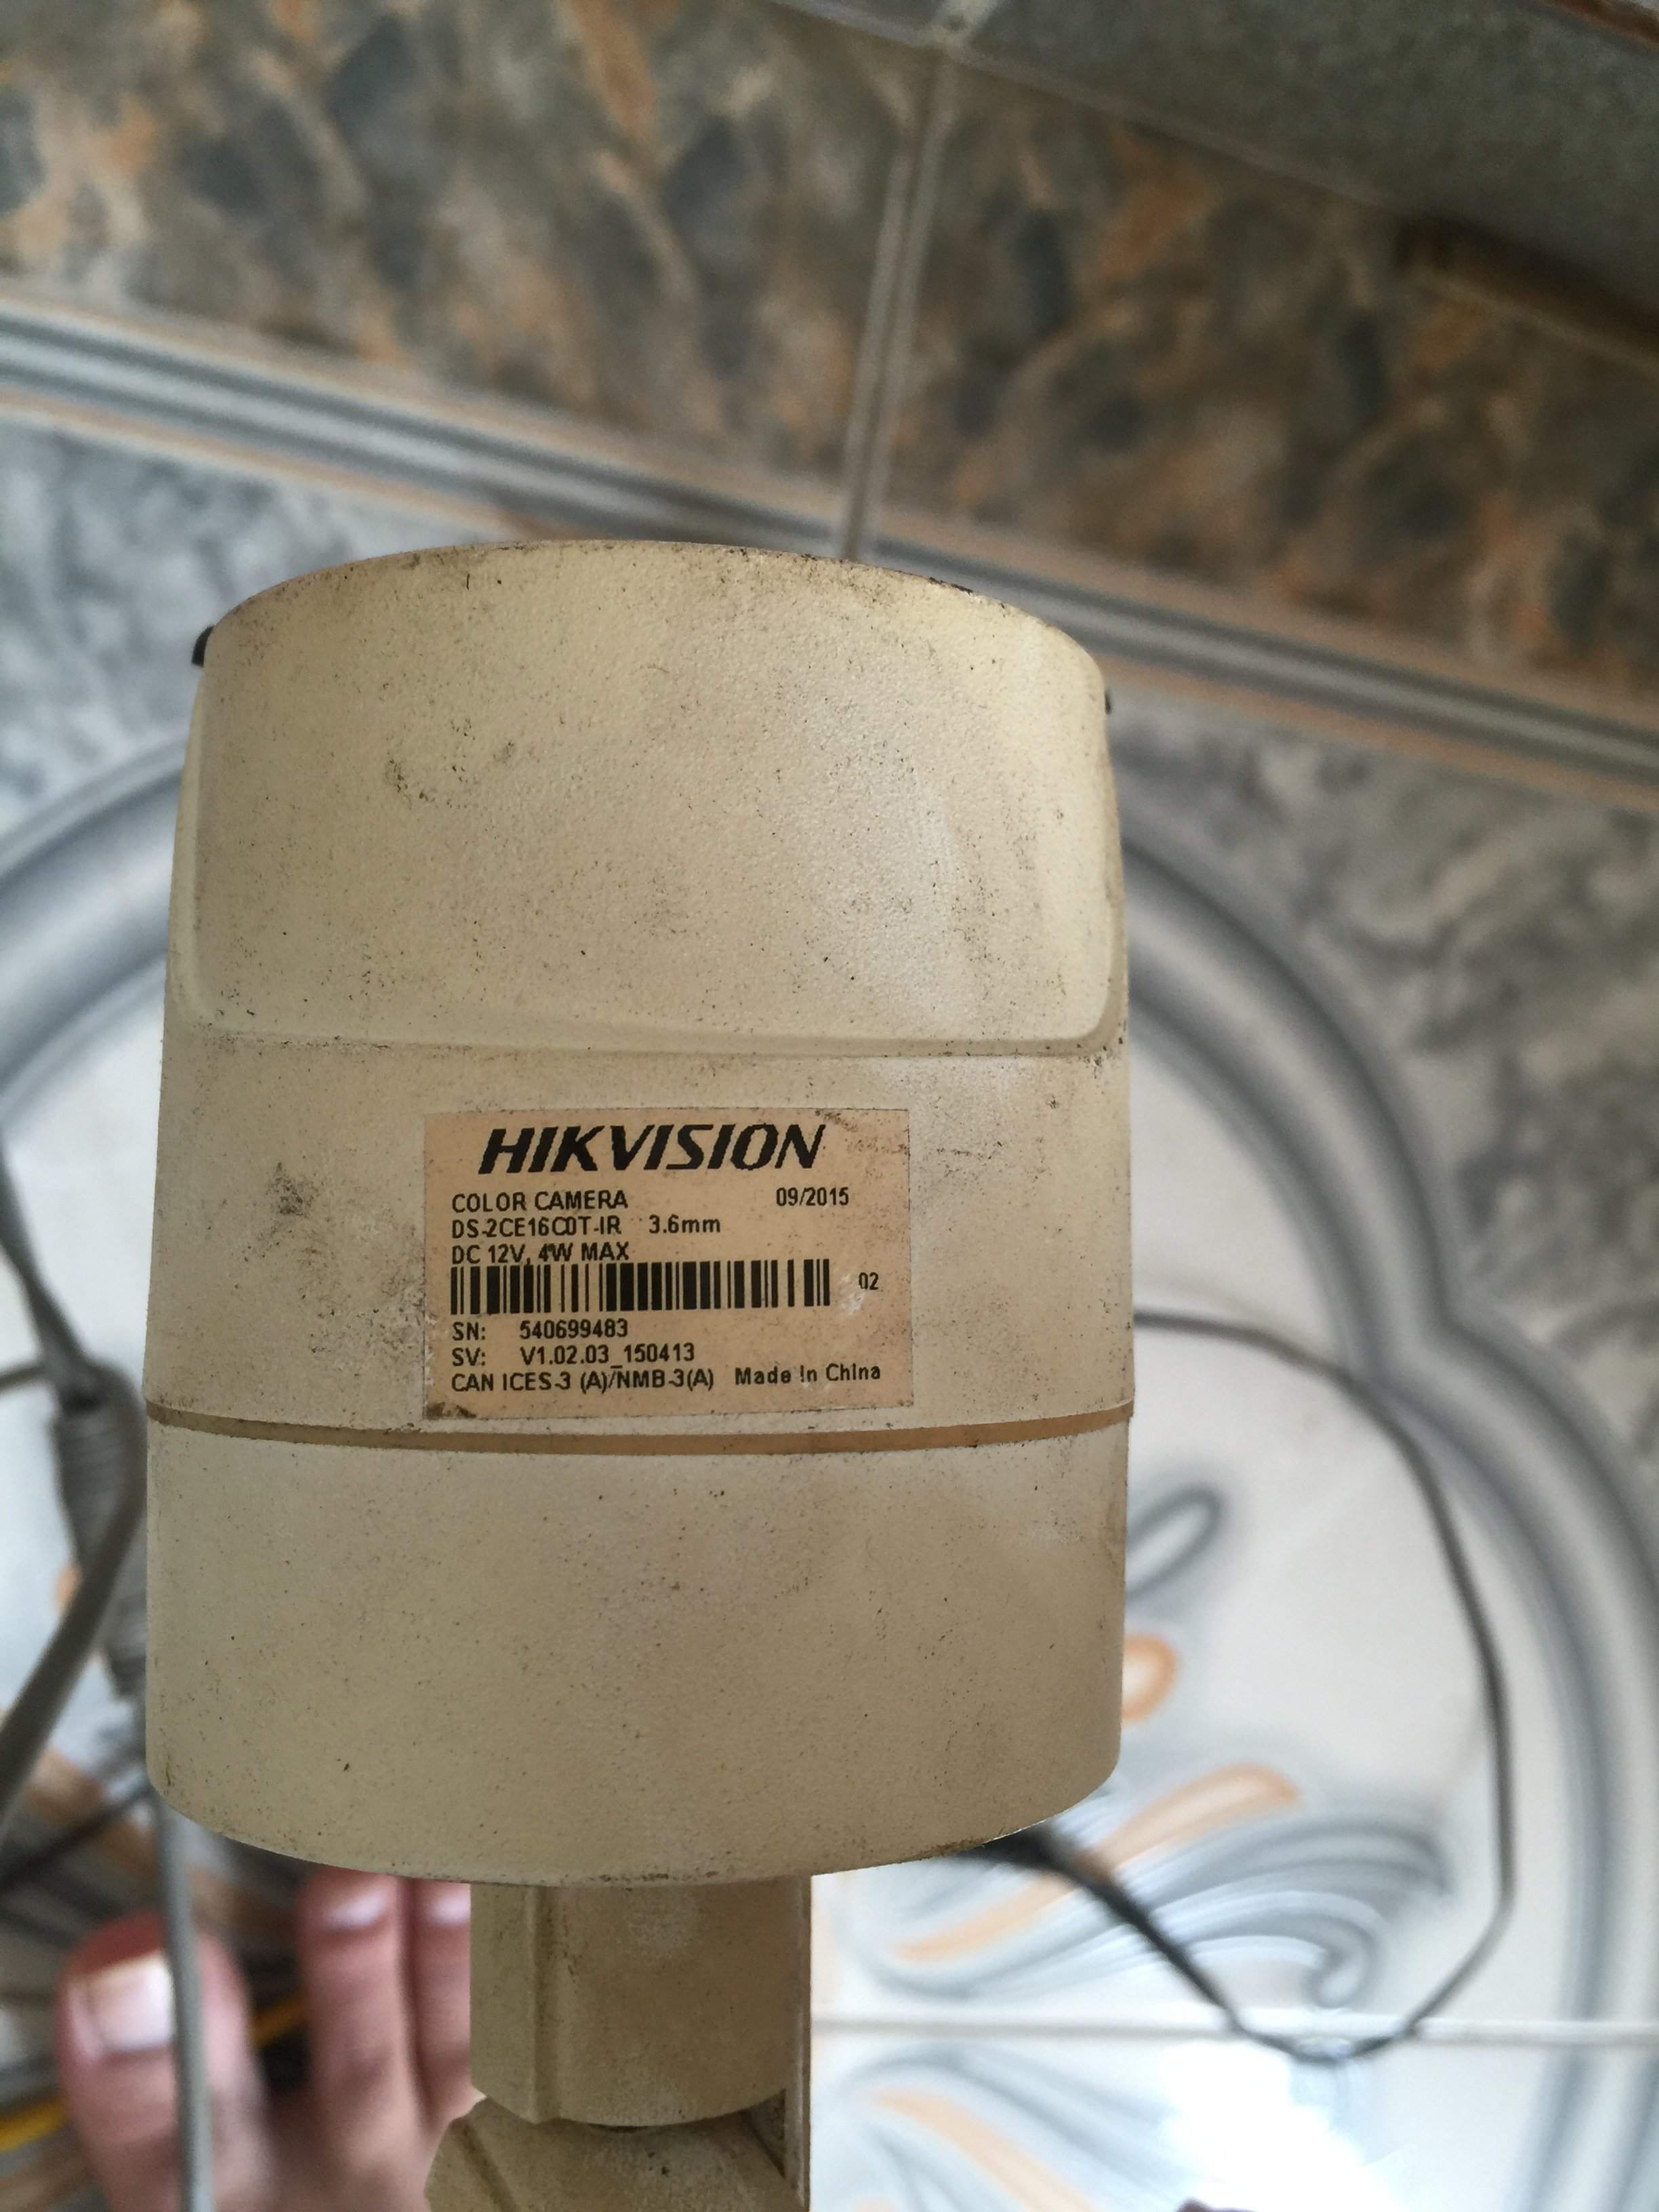 HIKVISION
COLOR CAMERA 09/2015
DS-2CE16C0T-IR 3.6mm
DC 12V, 4W MAX
02
SN: 540699483
SV: V1.02.03_150413
CAN ICES-3 (A)/NMB-3(A) Made in China